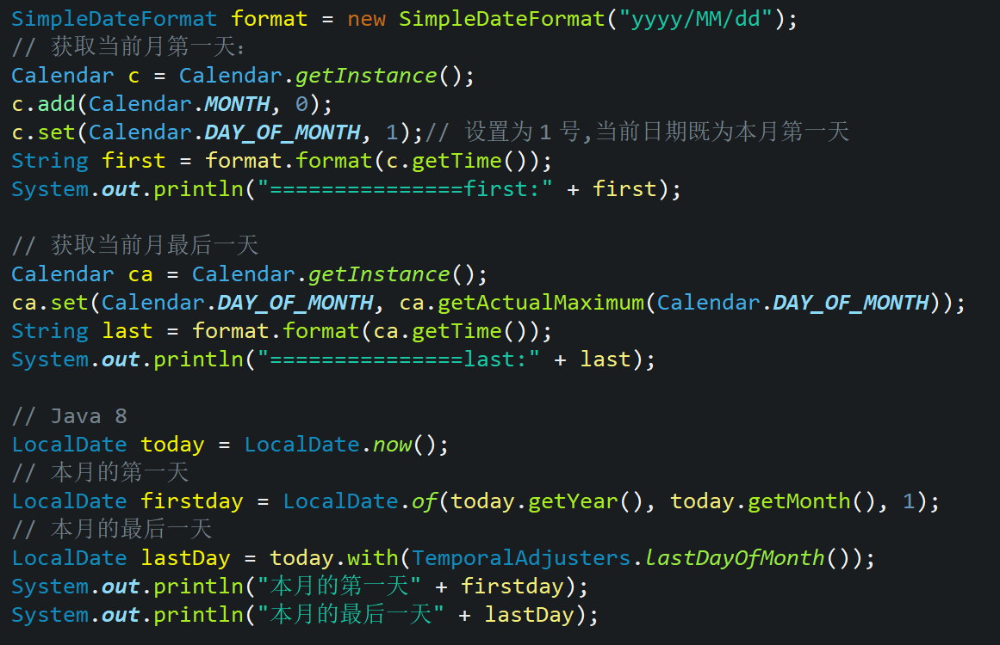 SimpleDateFormat format = new SimpleDateFormat("yyyy/MM/dd");
// 获取当前月第一天：
Calendar c = Calendar.getInstance();
c.add(Calendar.MONTH, 0);
c.set(Calendar.DAY_OF_MONTH, 1);// 设置为1号,当前日期既为本月第一天
String first = format.format(c.getTime());
System.out.println("===============first:" + first);
// 获取当前月最后一天
Calendar ca = Calendar.getInstance();
ca.set(Calendar.DAY_OF_MONTH, ca.getActualMaximum(Calendar.DAY_OF_MONTH));
String last = format.format(ca.getTime());
System.out.println("===============last:" + last);
// Java 8
LocalDate today = LocalDate.now();
// 本月的第一天
LocalDate firstday = LocalDate.of(today.getYear(), today.getMonth(), 1);
// 本月的最后一天
LocalDate lastDay = today.with(TemporalAdjusters.lastDayOfMonth());
System.out.println("本月的第一天" + firstday);
System.out.println("本月的最后一天" + lastDay);